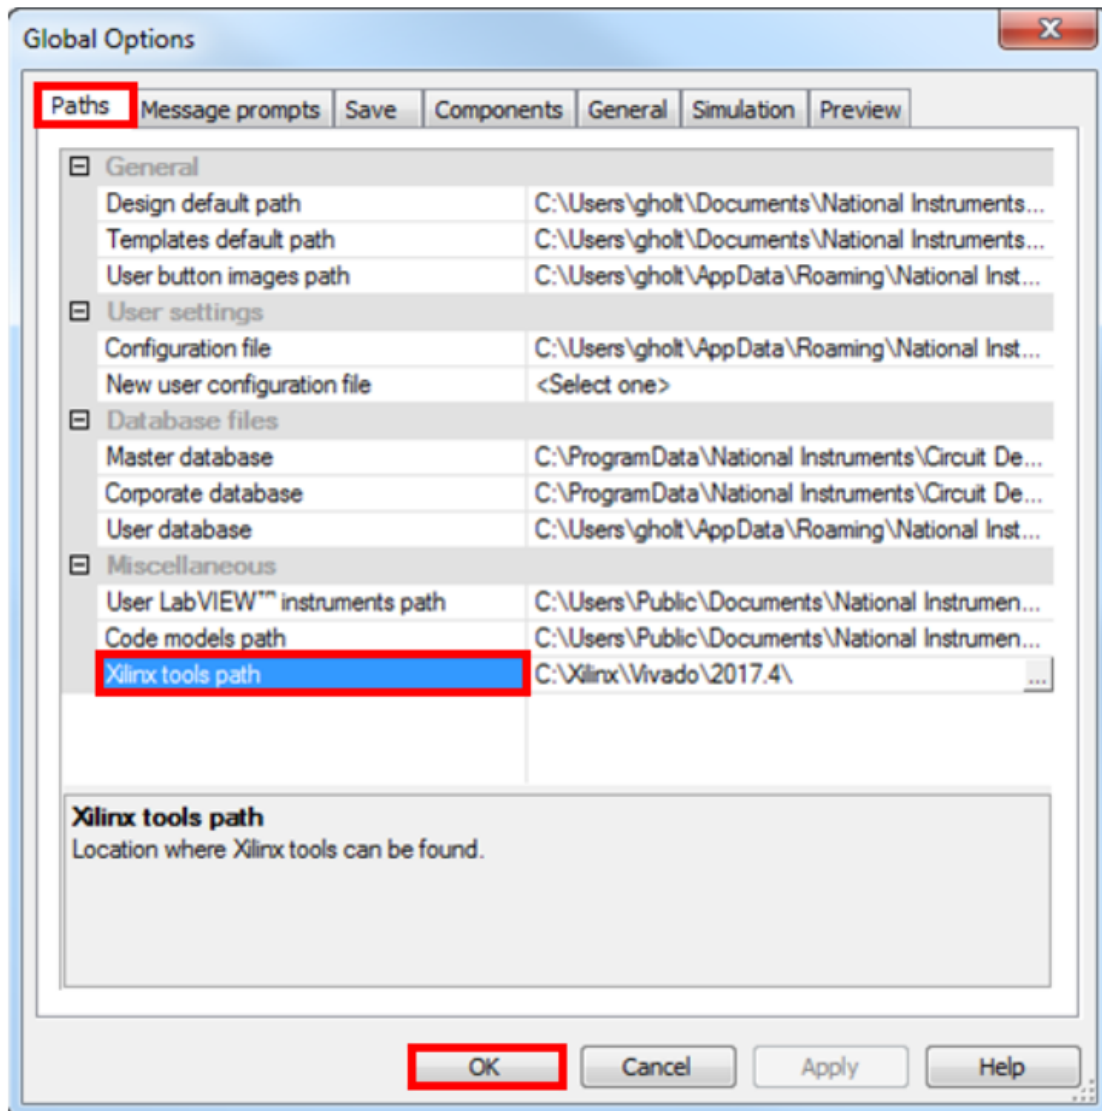 Global Options
Paths Message prompts Save Components General Simulation Preview
General
Design default path C:\Users\gholt\Documents\National Instruments...
Templates default path C:\Users\gholt\Documents\National Instruments...
User button images path C:\Users\gholt\AppData\Roaming\National Inst...
User settings
Configuration file C:\Users\gholt\AppData\Roaming\National Inst...
New user configuration file <Select one>
Database files
Master database C:\ProgramData\National Instruments\Circuit De...
Corporate database C:\ProgramData\National Instruments\Circuit De...
User database C:\Users\gholt\AppData\Roaming\National Inst...
Miscellaneous
User LabVIEW™ instruments path C:\Users\Public\Documents\National Instrumen...
Code models path C:\Users\Public\Documents\National Instrumen...
Xilinx tools path C:\Xilinx\Vivado\2017.4\ ...
Xilinx tools path
Location where Xilinx tools can be found.
OK Cancel Apply Help